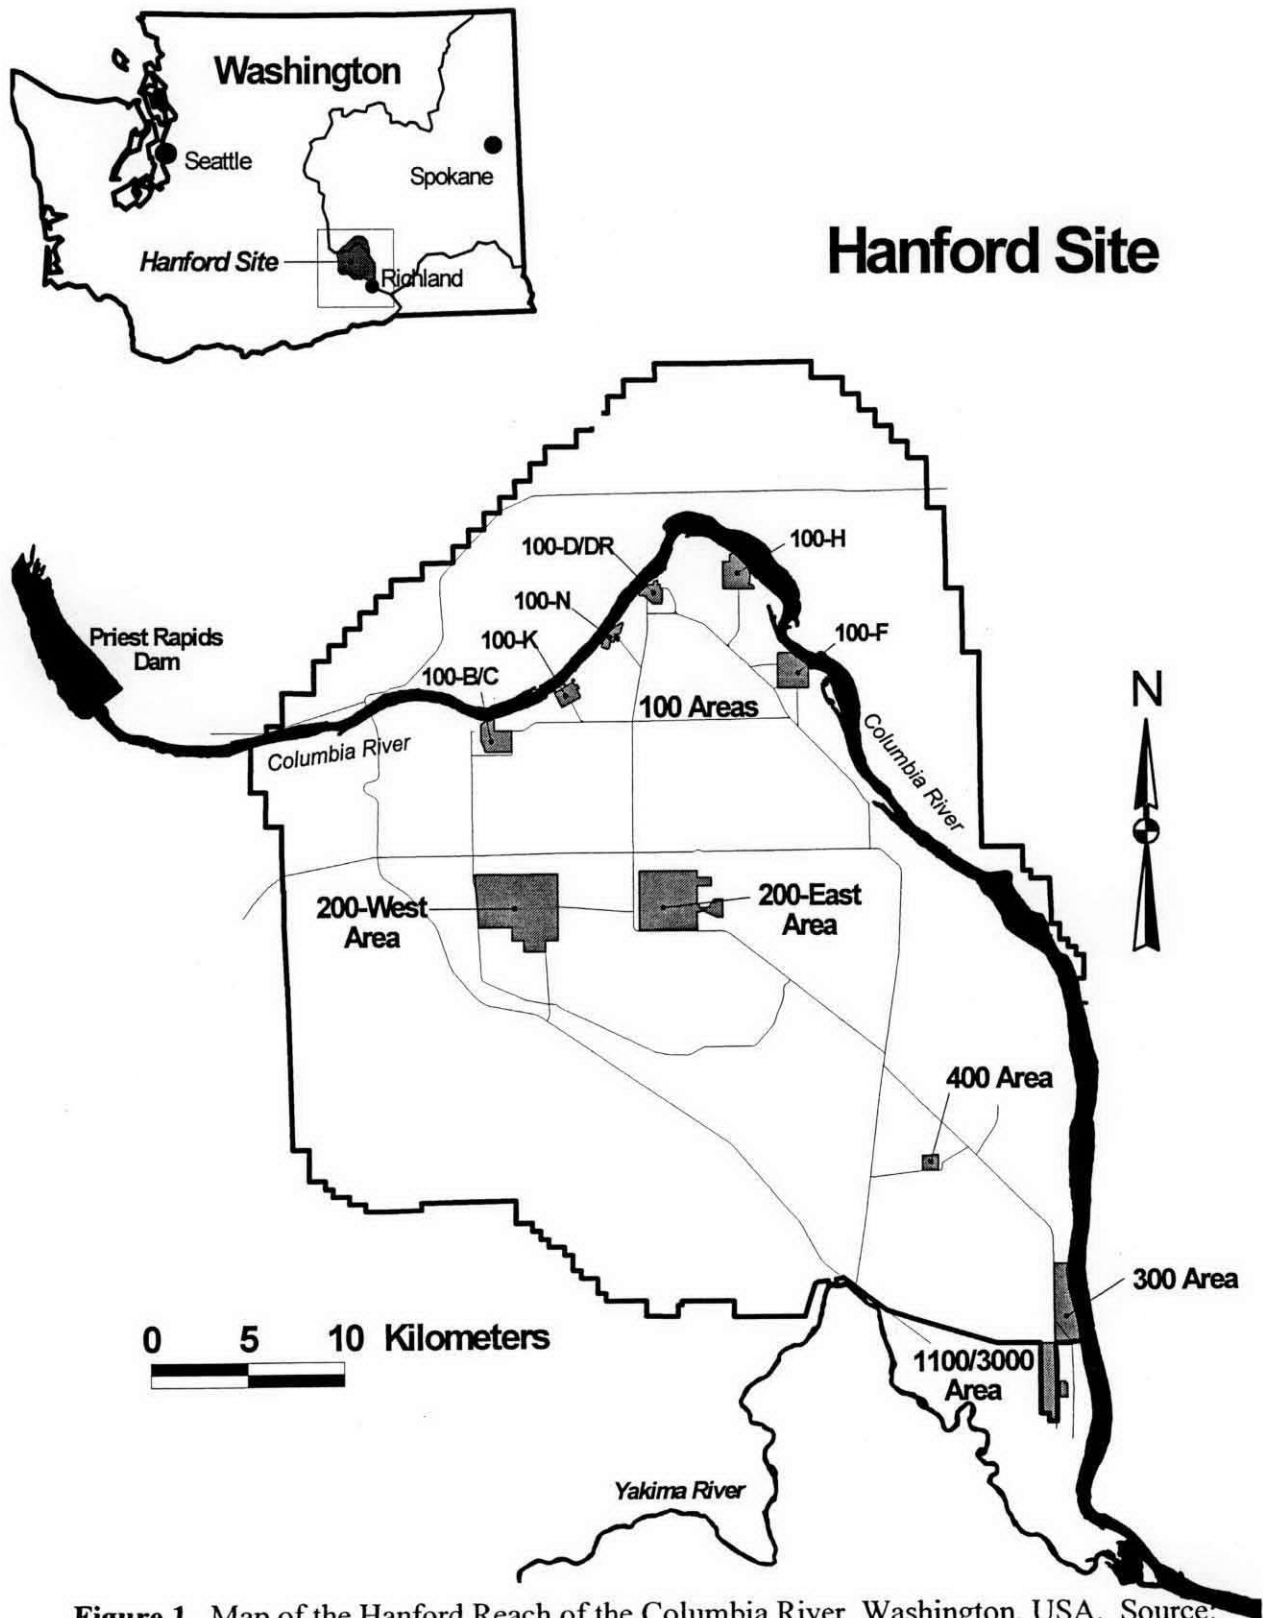 Washington
Seattle
Spokane
Hanford Site
Richland
Hanford Site
100-D/DR
100-H
100-N
100-K
100-F
Priest Rapids
Dam
100-B/C
100 Areas
N
Columbia River
Columbia River
200-West
Area
200-East
Area
400 Area
300 Area
0 5 10 Kilometers
1100/3000
Area
Yakima River
Figure 1. Map of the Hanford Reach of the Columbia River, Washington, USA. Source: